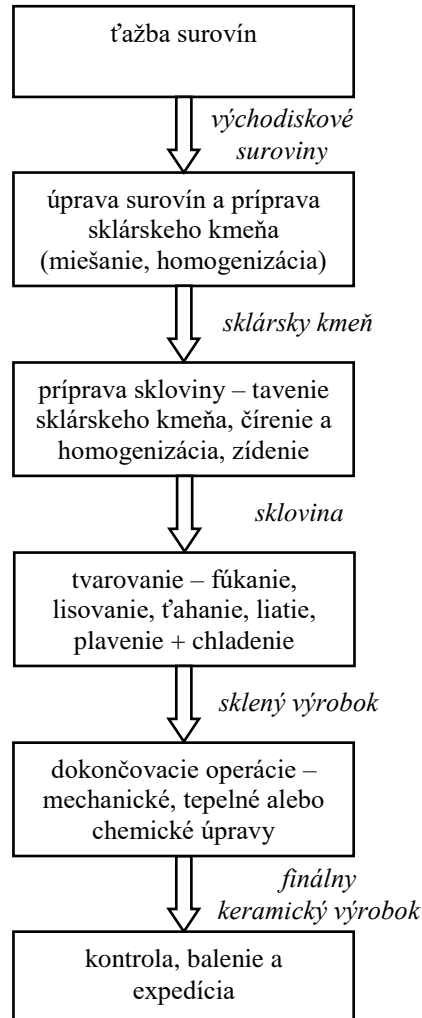 ťažba surovín
východiskové
suroviny
úprava surovín a príprava
sklárskeho kmeňa
(miešanie, homogenizácia)
sklársky kmeň
príprava skloviny – tavenie
sklárskeho kmeňa, čírenie a
homogenizácia, zídenie
sklovina
tvarovanie – fúkanie,
lisovanie, ťahanie, liatie,
plavenie + chladenie
sklený výrobok
dokončovacie operácie –
mechanické, tepelné alebo
chemické úpravy
finálny
keramický výrobok
kontrola, balenie a
expedícia